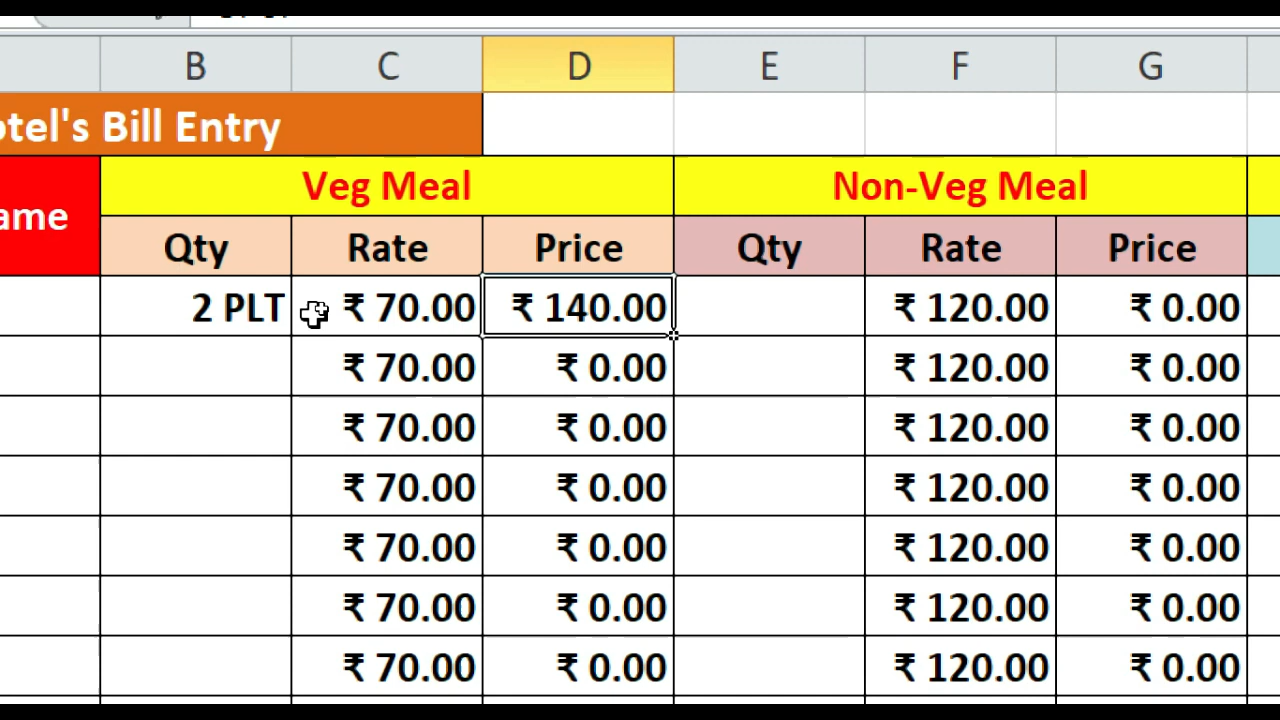 B C D E F G
otel's Bill Entry
Veg Meal Non-Veg Meal
ame Qty Rate Price Qty Rate Price
2 PLT ₹ 70.00 ₹ 140.00 ₹ 120.00 ₹ 0.00
₹ 70.00 ₹ 0.00 ₹ 120.00 ₹ 0.00
₹ 70.00 ₹ 0.00 ₹ 120.00 ₹ 0.00
₹ 70.00 ₹ 0.00 ₹ 120.00 ₹ 0.00
₹ 70.00 ₹ 0.00 ₹ 120.00 ₹ 0.00
₹ 70.00 ₹ 0.00 ₹ 120.00 ₹ 0.00
₹ 70.00 ₹ 0.00 ₹ 120.00 ₹ 0.00